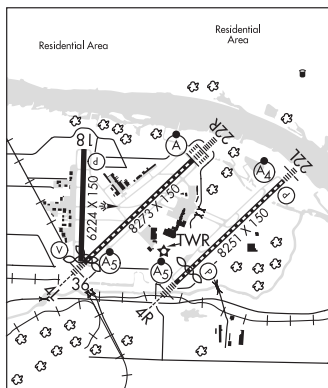 Residential Area
Residential
Area
18
P
A
22R
22L
A4
P
6224 X 150
8273 X 150
8251 X 150
TWR
V
A5
A5
P
36
4L
4R